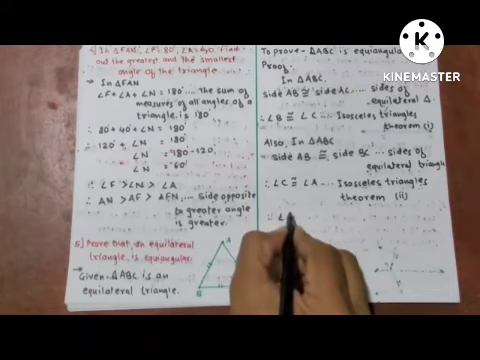 4) In ΔFAN, ∠F=80°, ∠A=40°. Find
out the greatest and the smallest
angle of the triangle.
→ In ΔFAN
∠F+∠A+∠N = 180° .... The sum of
measures of all angles of a
triangle is 180°
∴ 80 + 40 + ∠N = 180°
∴ 120 + ∠N = 180°
∠N = 180° - 120°
∠N = 60°
∴ ∠F > ∠N > ∠A
∴ AN > AF > FN .... side opposite
to greater angle
is greater.
5) Prove that, an equilateral
triangle, is equiangular
→ Given - ΔABC is an
equilateral triangle.
A
B
To prove - ΔABC is equiangula
Proof.
In ΔABC.
side AB ≅ side AC .... sides of
equilateral Δ.
∴ ∠B ≅ ∠C .... Isosceles triangles
theorem (i)
Also, In ΔABC
side AB ≅ side BC .... sides of
equilateral triangle
∴ ∠C ≅ ∠A .... Isosceles triangles
theorem (ii)
∴ ∠
KINEMASTER